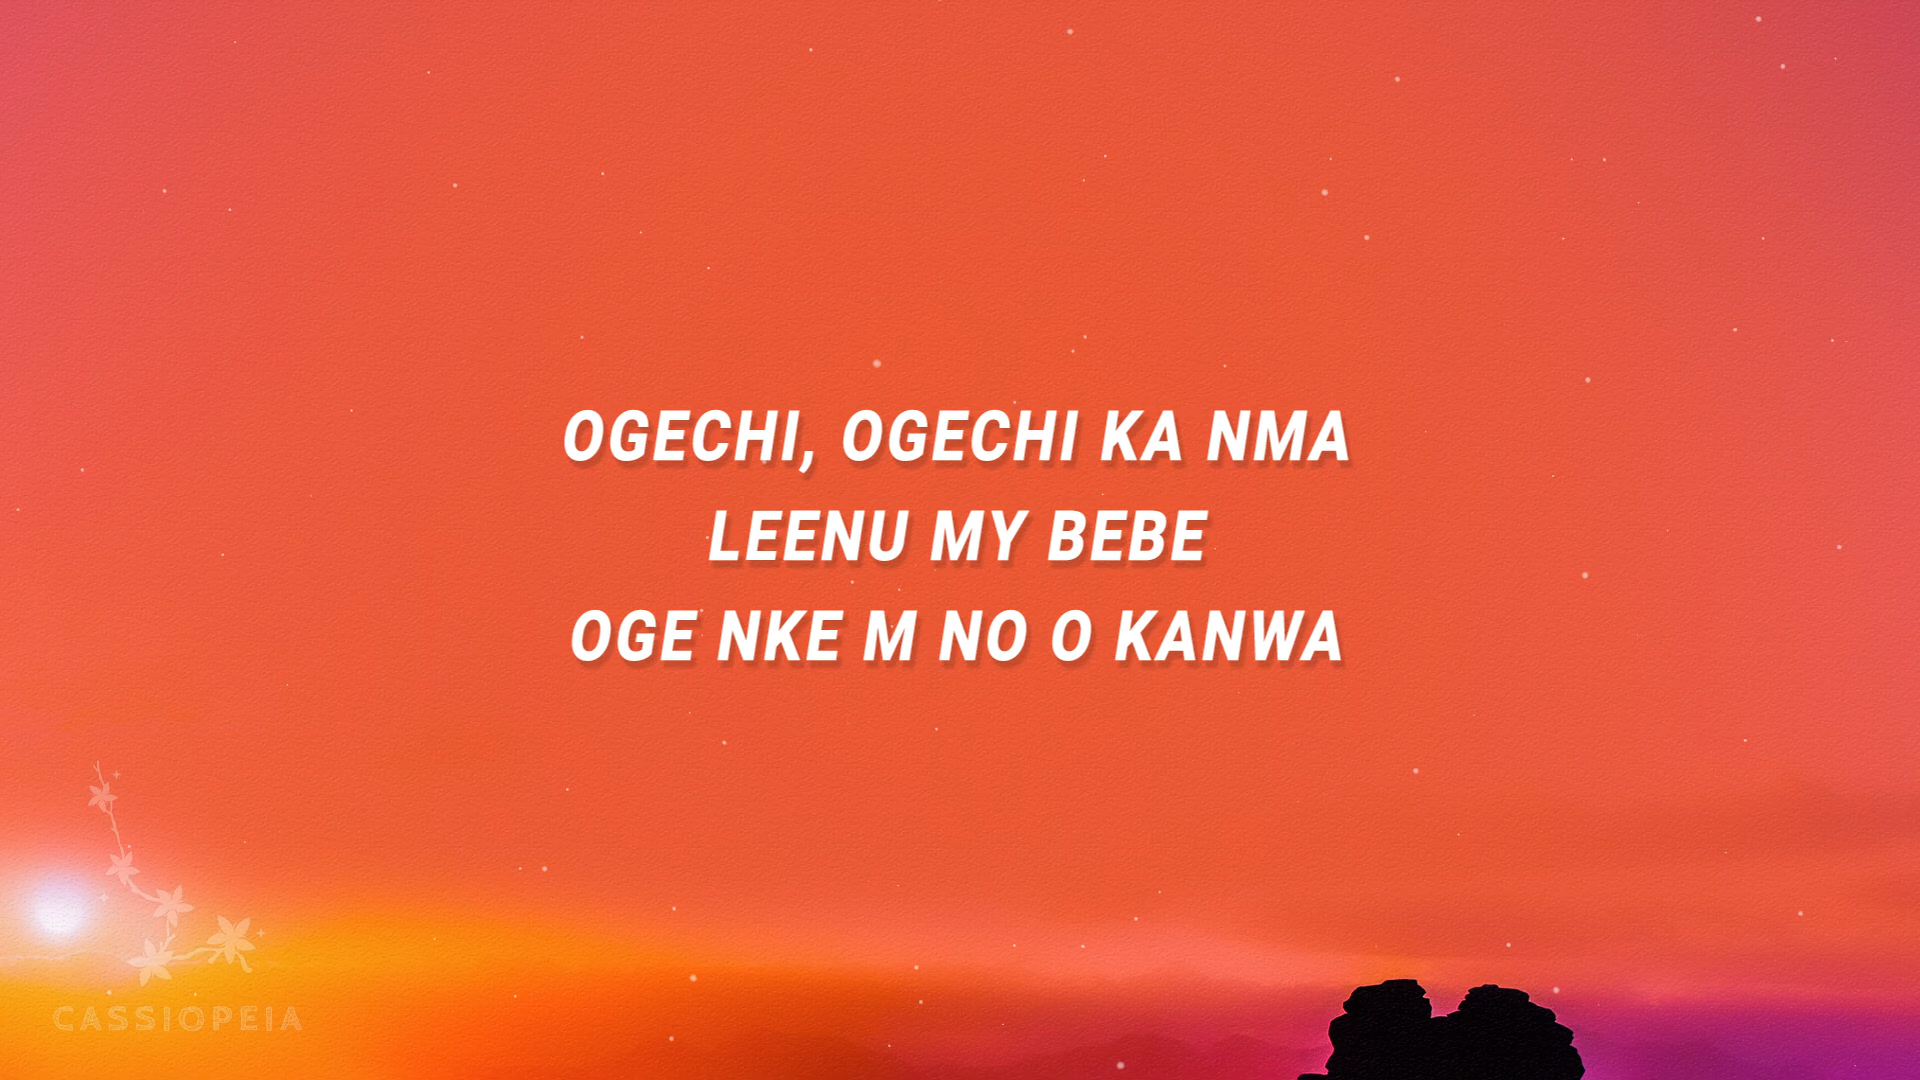 OGECHI, OGECHI KA NMA
LEENU MY BEBE
OGE NKE M NO O KANWA
CASSIOPEIA